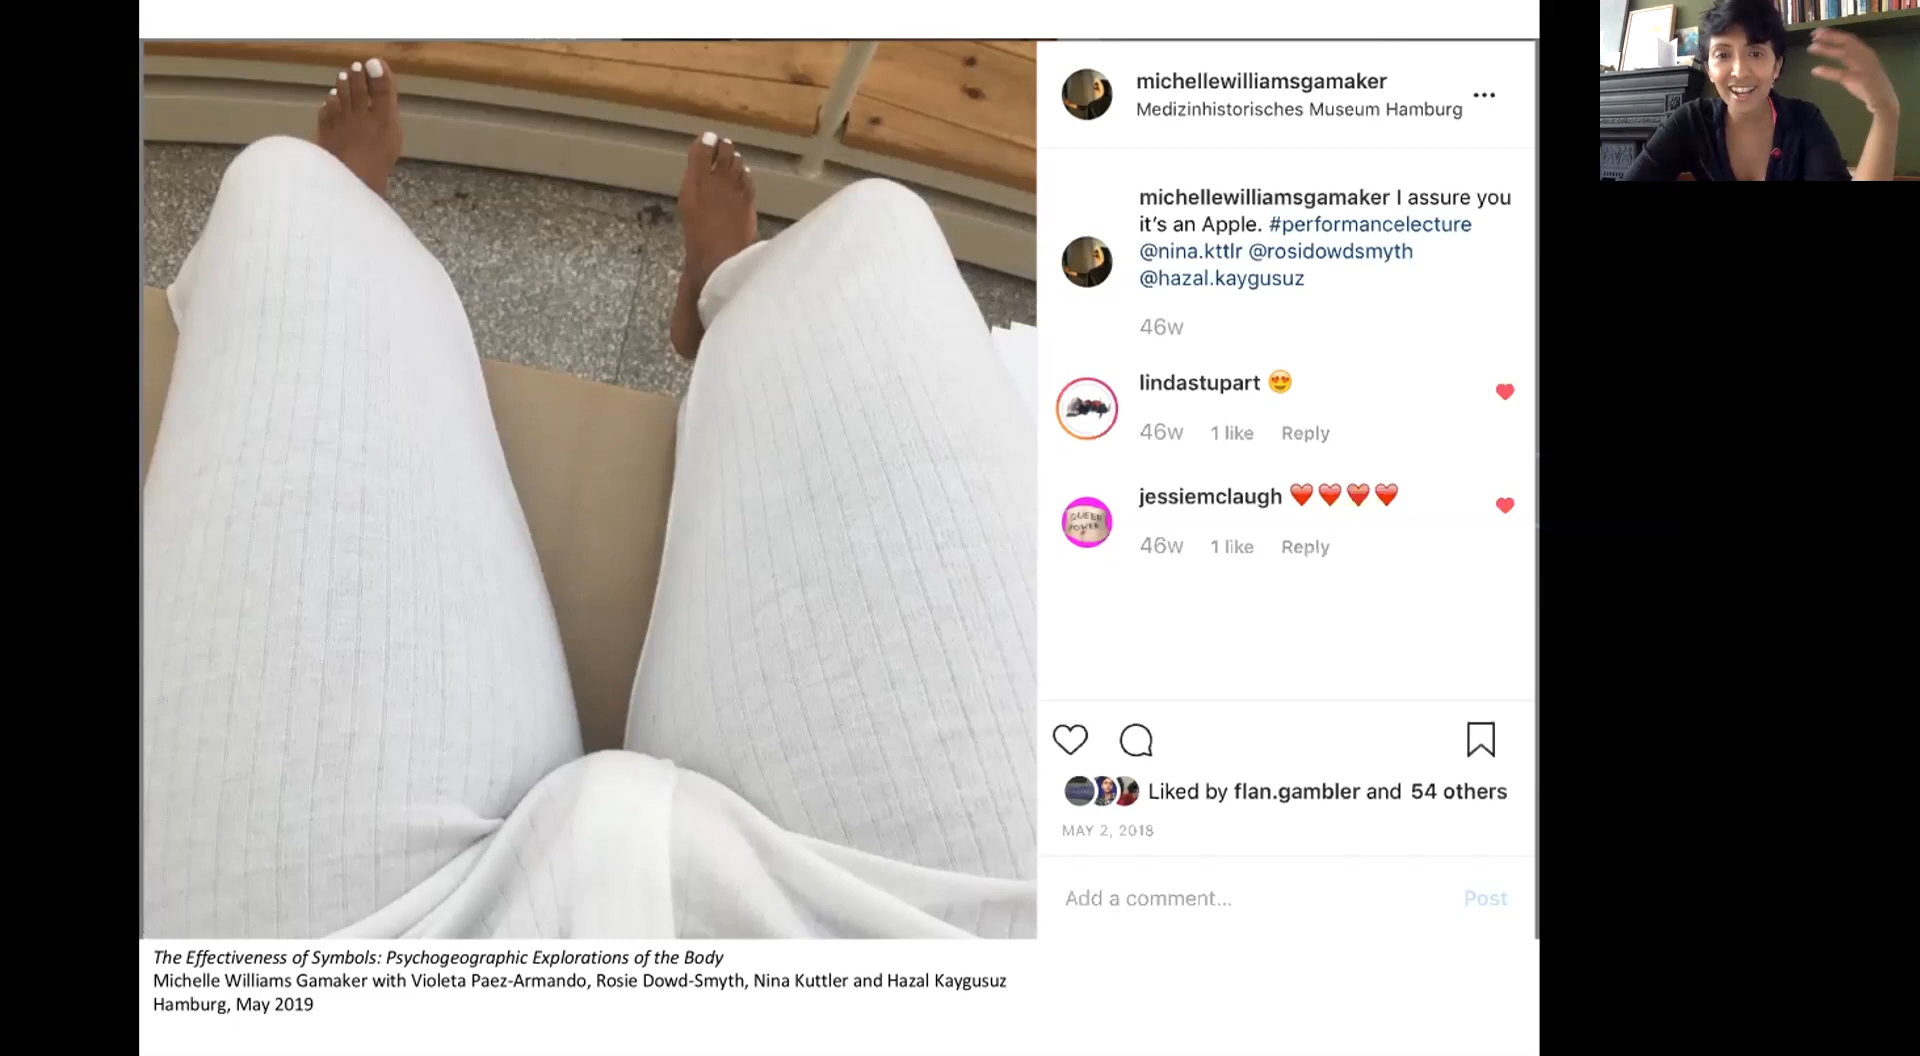 michellewilliamsgamaker
Medizinhistorisches Museum Hamburg
michellewilliamsgamaker I assure you
it's an Apple. #performancelecture
@nina.kttlr @rosidowdsmyth
@hazal.kaygusuz
46w
lindastupart 😍
46w 1 like Reply
jessiemclaugh ❤️❤️❤️❤️
QUEER
POWER
46w 1 like Reply
Liked by flan.gambler and 54 others
MAY 2, 2018
Add a comment... Post
The Effectiveness of Symbols: Psychogeographic Explorations of the Body
Michelle Williams Gamaker with Violeta Paez-Armando, Rosie Dowd-Smyth, Nina Kuttler and Hazal Kaygusuz
Hamburg, May 2019